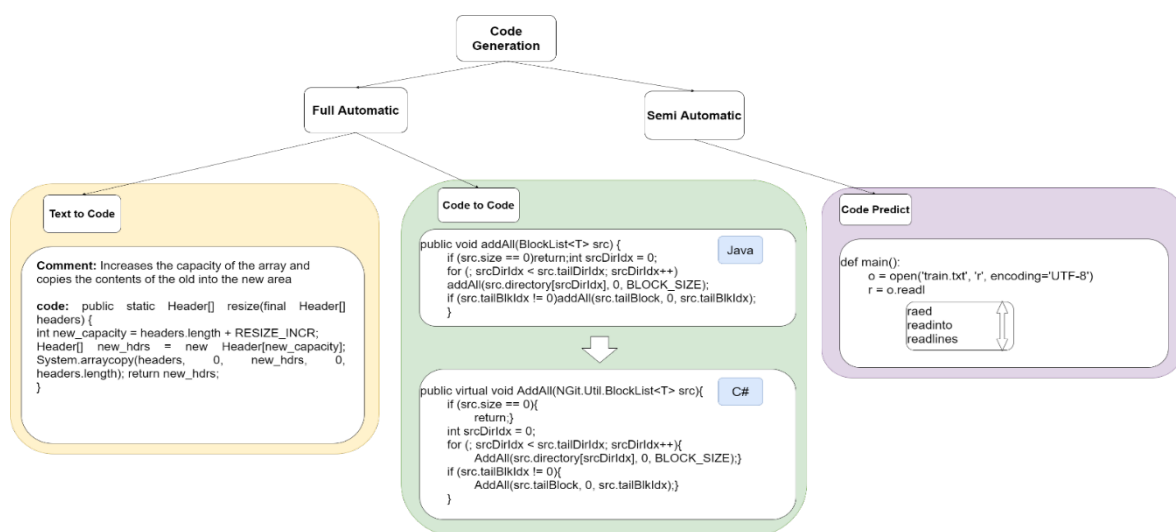 Code
Generation
Full Automatic
Semi Automatic
Text to Code
Comment: Increases the capacity of the array and
copies the contents of the old into the new area
code: public static Header[] resize(final Header[]
headers) {
int new_capacity = headers.length + RESIZE_INCR;
Header[] new_hdrs = new Header[new_capacity];
System.arraycopy(headers, 0, new_hdrs, 0,
headers.length); return new_hdrs;
}
Code to Code
Java
public void addAll(BlockList<T> src) {
if (src.size == 0)return;int srcDirIdx = 0;
for (; srcDirIdx < src.tailDirIdx; srcDirIdx++)
addAll(src.directory[srcDirIdx], 0, BLOCK_SIZE);
if (src.tailBlkIdx != 0)addAll(src.tailBlock, 0, src.tailBlkIdx);
}
C#
public virtual void AddAll(NGit.Util.BlockList<T> src){
if (src.size == 0){
return;}
int srcDirIdx = 0;
for (; srcDirIdx < src.tailDirIdx; srcDirIdx++){
AddAll(src.directory[srcDirIdx], 0, BLOCK_SIZE);}
if (src.tailBlkIdx != 0){
AddAll(src.tailBlock, 0, src.tailBlkIdx);}
}
Code Predict
def main():
o = open('train.txt', 'r', encoding='UTF-8')
r = o.readl
raed
readinto
readlines